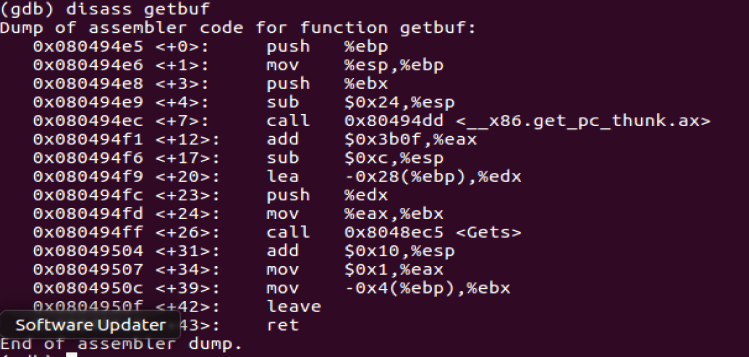 (gdb) disass getbuf
Dump of assembler code for function getbuf:
0x080494e5 <+0>: push %ebp
0x080494e6 <+1>: mov %esp,%ebp
0x080494e8 <+3>: push %ebx
0x080494e9 <+4>: sub $0x24,%esp
0x080494ec <+7>: call 0x80494dd <__x86.get_pc_thunk.ax>
0x080494f1 <+12>: add $0x3b0f,%eax
0x080494f6 <+17>: sub $0xc,%esp
0x080494f9 <+20>: lea -0x28(%ebp),%edx
0x080494fc <+23>: push %edx
0x080494fd <+24>: mov %eax,%ebx
0x080494ff <+26>: call 0x8048ec5 <Gets>
0x08049504 <+31>: add $0x10,%esp
0x08049507 <+34>: mov $0x1,%eax
0x0804950c <+39>: mov -0x4(%ebp),%ebx
0x0804950f <+42>: leave
Software Updater 43>: ret
End of assembler dump.